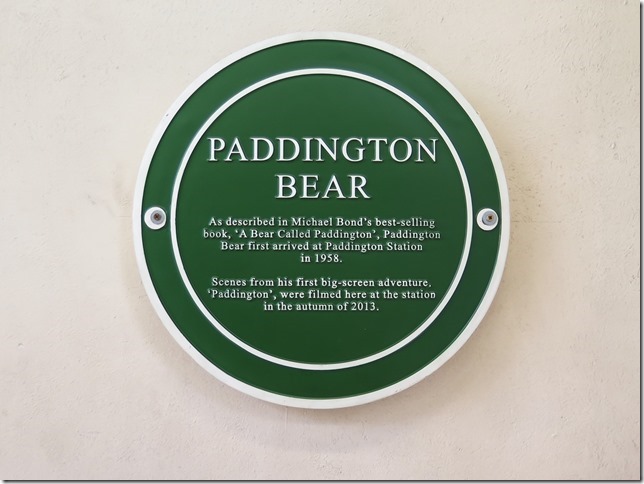 PADDINGTON
BEAR
As described in Michael Bond's best-selling
book, 'A Bear Called Paddington', Paddington
Bear first arrived at Paddington Station
in 1958.
Scenes from his first big-screen adventure,
'Paddington', were filmed here at the station
in the autumn of 2013.